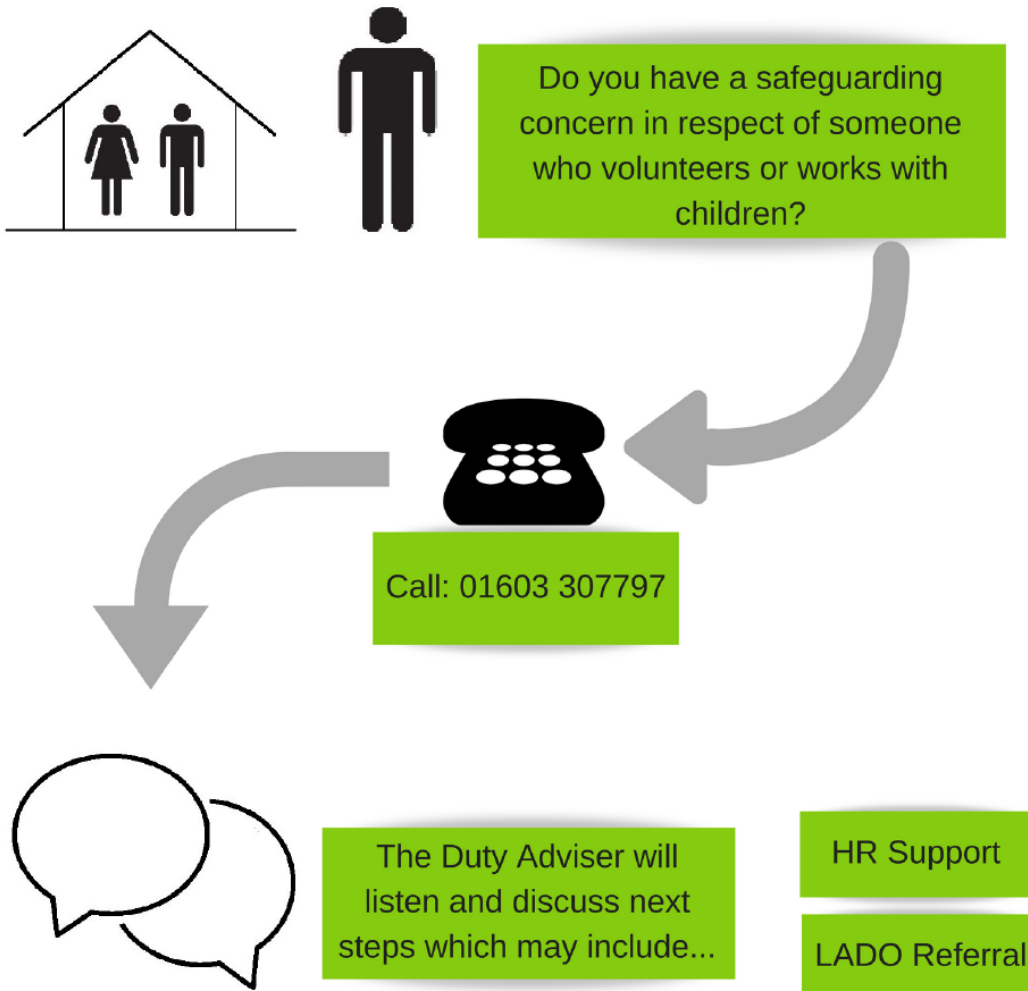 Do you have a safeguarding
concern in respect of someone
who volunteers or works with
children?
Call: 01603 307797
The Duty Adviser will
listen and discuss next
steps which may include...
HR Support
LADO Referral